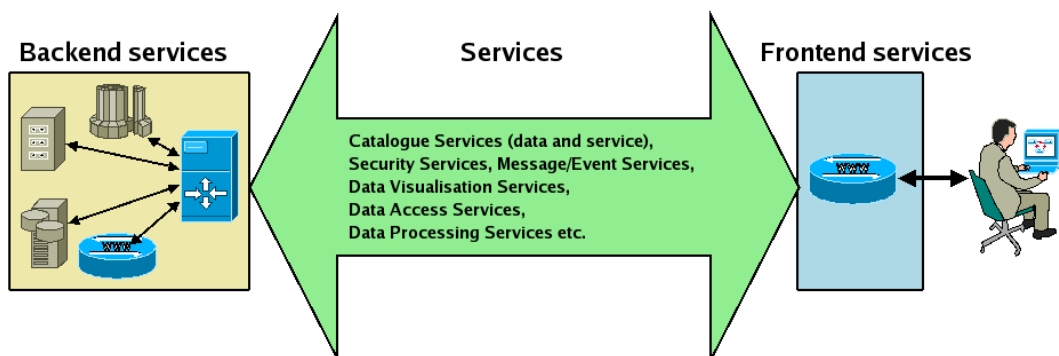 Backend services
Services
Frontend services
Catalogue Services (data and service),
Security Services, Message/Event Services,
Data Visualisation Services,
Data Access Services,
Data Processing Services etc.